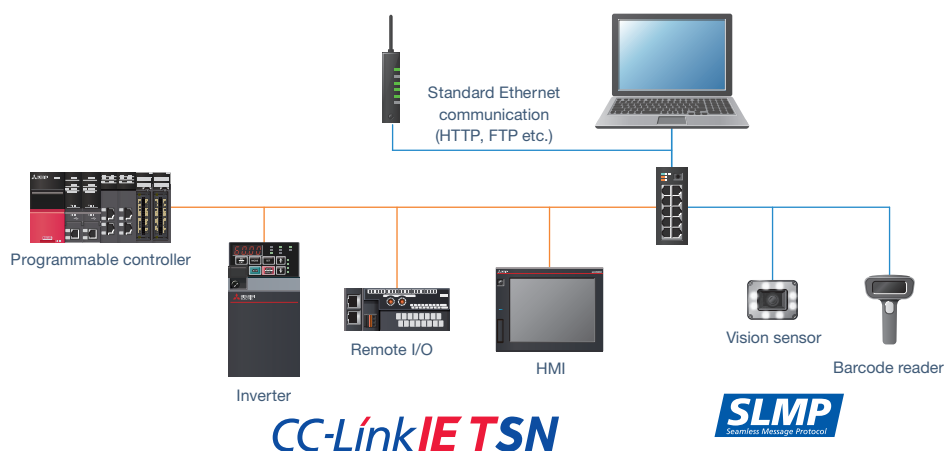 Standard Ethernet
communication
(HTTP, FTP etc.)
Programmable controller
Inverter
Remote I/O
HMI
Vision sensor
Barcode reader
CC-Link IE TSN
SLMP
Seamless Message Protocol